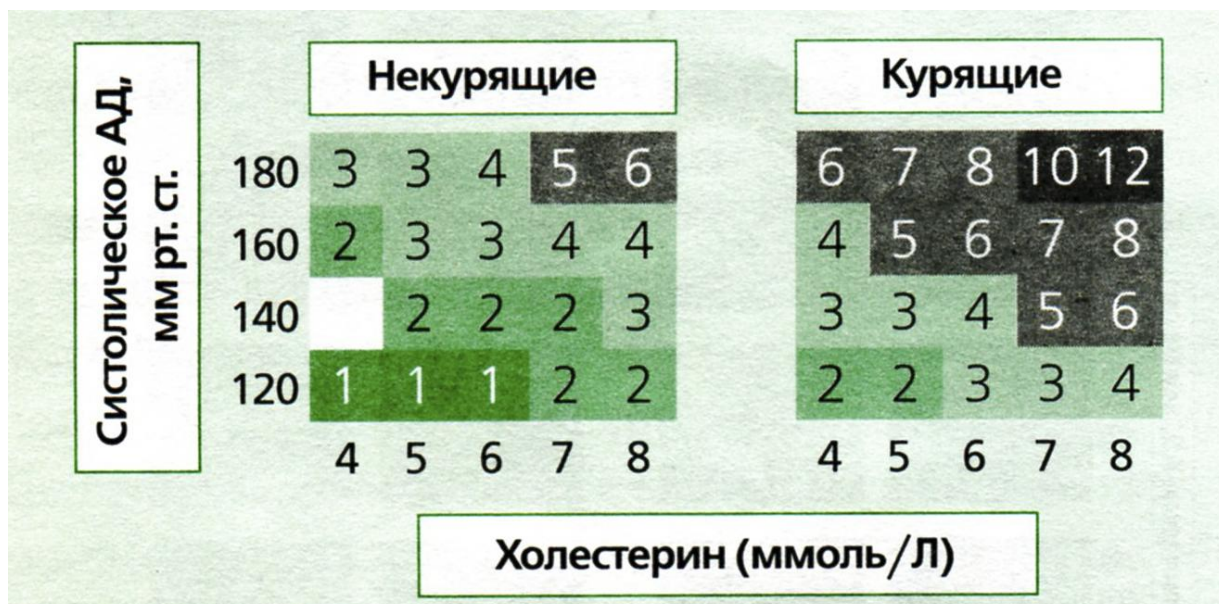 Систолическое АД,
мм рт. ст.
Некурящие
Курящие
180 3 3 4 5 6 6 7 8 10 12
160 2 3 3 4 4 4 5 6 7 8
140 2 2 2 3 3 3 4 5 6
120 1 1 1 2 2 2 2 3 3 4
4 5 6 7 8 4 5 6 7 8
Холестерин (ммоль/Л)